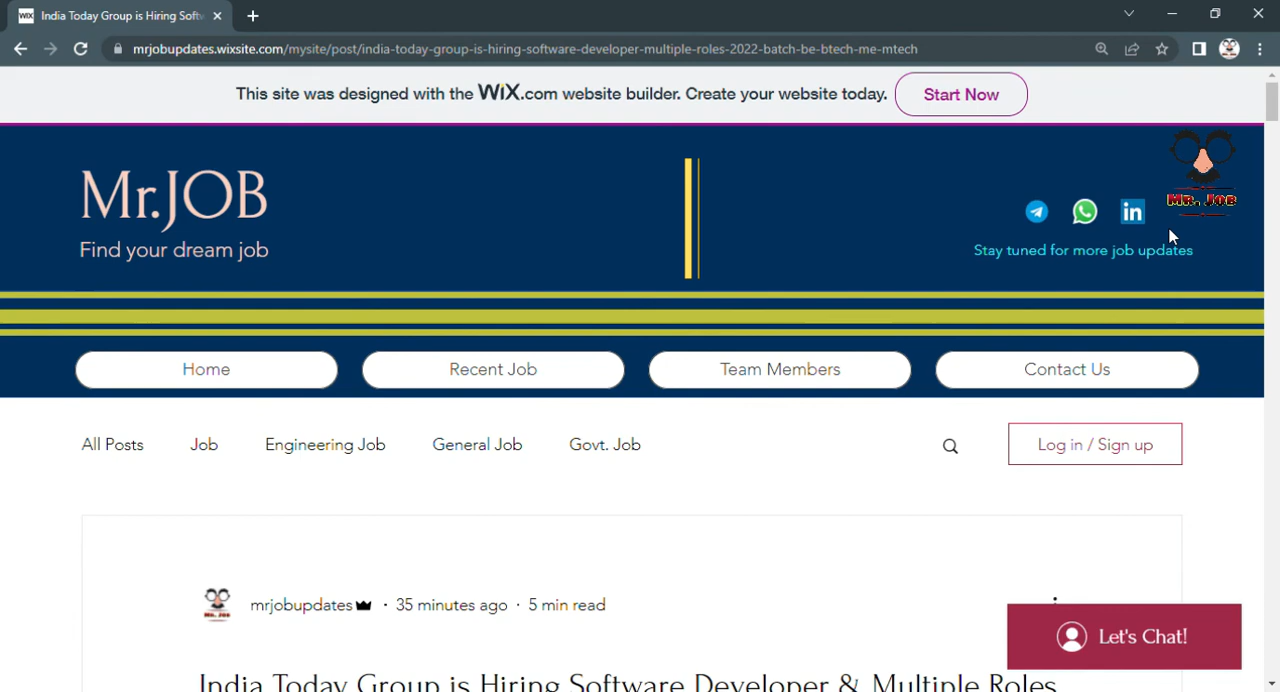 WIX India Today Group is Hiring Soft
mrjobupdates.wixsite.com/mysite/post/india-today-group-is-hiring-software-developer-multiple-roles-2022-batch-be-btech-me-mtech
This site was designed with the WiX.com website builder. Create your website today. Start Now
Mr.JOB
Find your dream job
MR. JOB
Stay tuned for more job updates
Home Recent Job Team Members Contact Us
All Posts Job Engineering Job General Job Govt. Job Log in / Sign up
mrjobupdates · 35 minutes ago · 5 min read
Let's Chat!
India Today Group is Hiring Software Developer & Multiple Roles